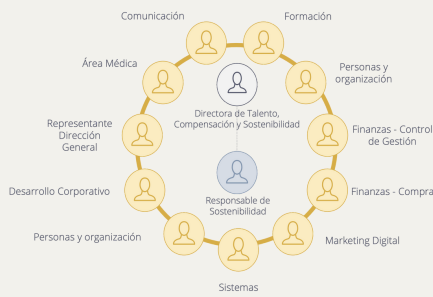 Comunicación
Formación
Área Médica
Personas y
organización
Directora de Talento,
Compensación y Sostenibilidad
Representante
Dirección
General
Finanzas - Control
de Gestión
Desarrollo Corporativo
Responsable de
Sostenibilidad
Finanzas - Compra
Personas y organización
Marketing Digital
Sistemas